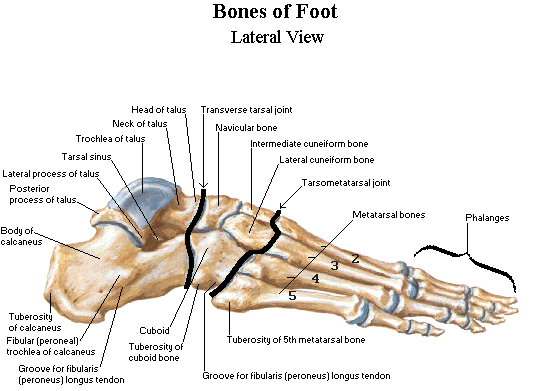 Bones of Foot
Lateral View
Head of talus
Transverse tarsal joint
Neck of talus
Navicular bone
Trochlea of talus
Intermediate cuneiform bone
Tarsal sinus
Lateral cuneiform bone
Lateral process of talus
Tarsometatarsal joint
Posterior
process of talus
Metatarsal bones
Phalanges
Body of
calcaneus
2
3
4
5
Tuberosity
of calcaneus
Cuboid
Fibular (peroneal)
trochlea of calcaneus
Tuberosity of
cuboid bone
Tuberosity of 5th metatarsal bone
Groove for fibularis
(peroneus) longus tendon
Groove for fibularis (peroneus) longus tendon